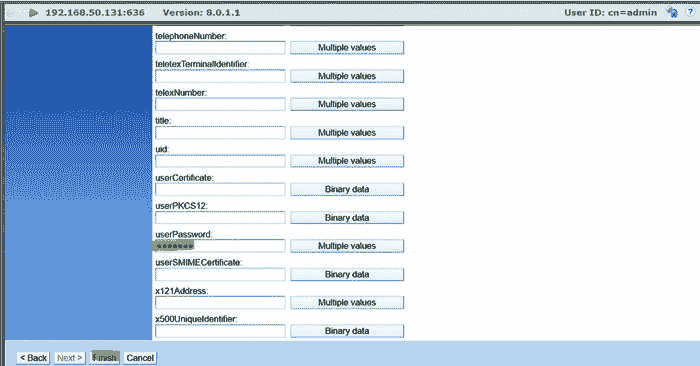 192.168.50.131:636 Version: 8.0.1.1 User ID: cn=admin ?
telephoneNumber:
Multiple values
teletexTerminalIdentifier:
Multiple values
telexNumber:
Multiple values
title:
Multiple values
uid:
Multiple values
userCertificate:
Binary data
userPKCS12:
Binary data
userPassword:
•••••••
Multiple values
userSMIMECertificate:
Binary data
x121Address:
Multiple values
x500UniqueIdentifier:
Binary data
< Back Next > Finish Cancel